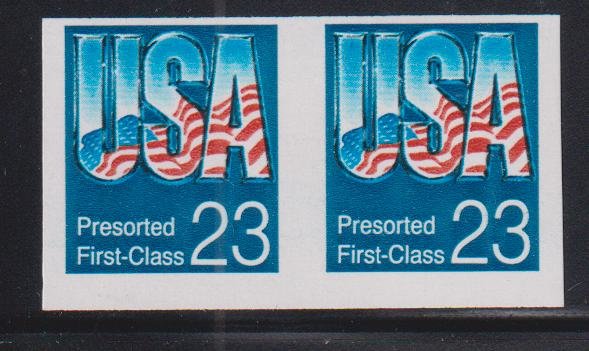 USA
Presorted
First-Class 23
USA
Presorted
First-Class 23